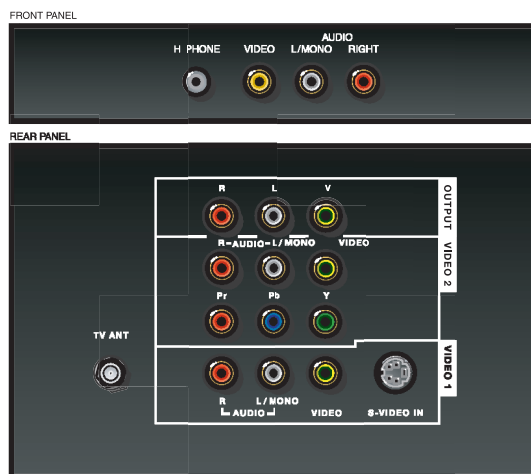 FRONT PANEL
AUDIO
H PHONE VIDEO L/MONO RIGHT
REAR PANEL
R L V
OUTPUT
R-AUDIO-L/MONO VIDEO
VIDEO 2
Pr Pb Y
TV ANT
VIDEO 1
R L/MONO VIDEO S-VIDEO IN
AUDIO